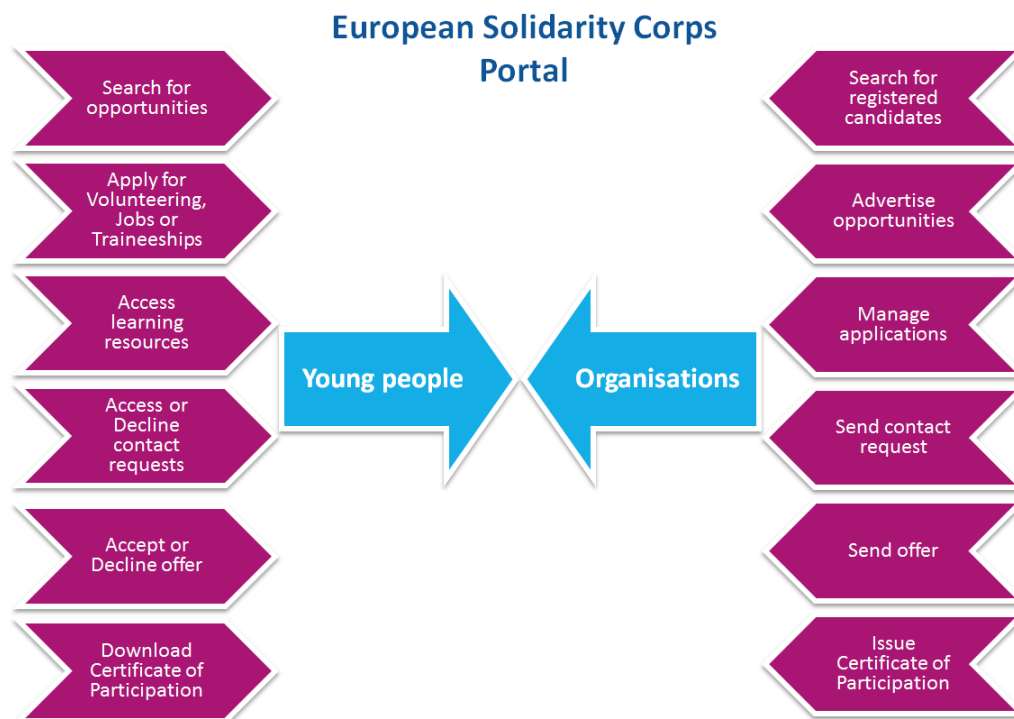 European Solidarity Corps
Portal
Search for
opportunities
Apply for
Volunteering,
Jobs or
Traineeships
Access
learning
resources
Access or
Decline
contact
requests
Accept or
Decline offer
Download
Certificate of
Participation
Young people
Organisations
Search for
registered
candidates
Advertise
opportunities
Manage
applications
Send contact
request
Send offer
Issue
Certificate of
Participation